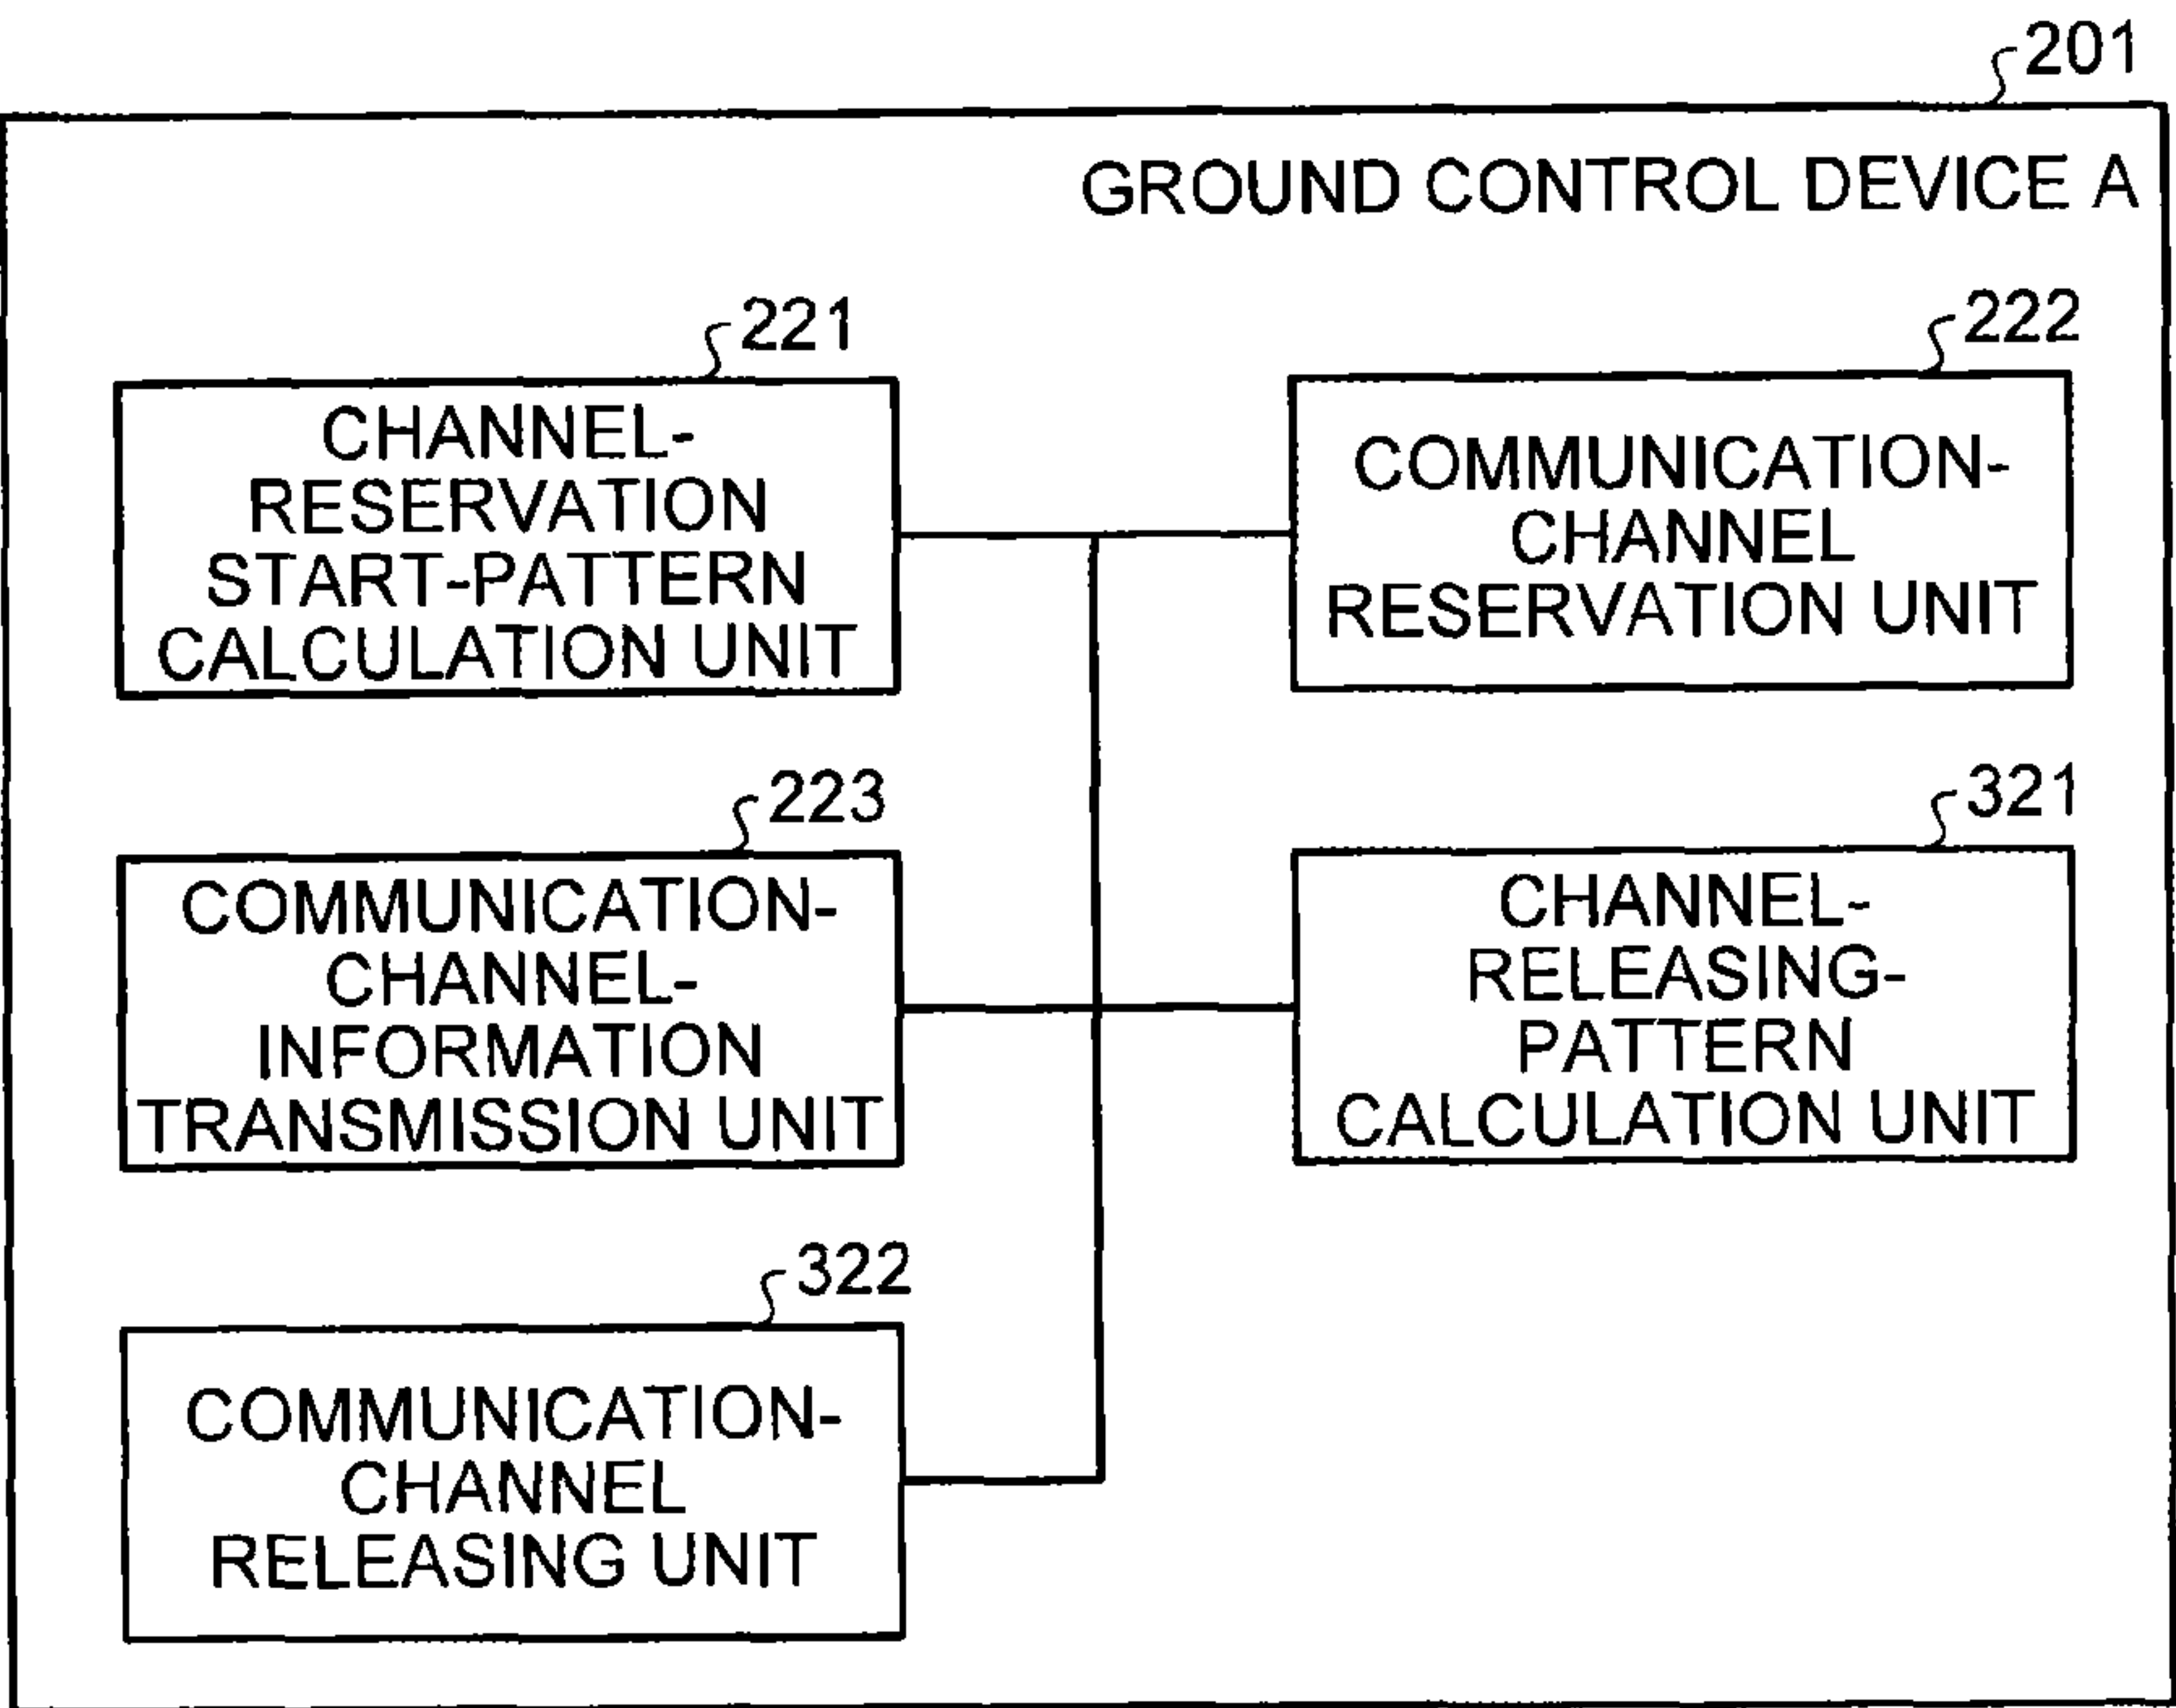 201
GROUND CONTROL DEVICE A
221
CHANNEL-
RESERVATION
START-PATTERN
CALCULATION UNIT
222
COMMUNICATION-
CHANNEL
RESERVATION UNIT
223
COMMUNICATION-
CHANNEL-
INFORMATION
TRANSMISSION UNIT
321
CHANNEL-
RELEASING-
PATTERN
CALCULATION UNIT
322
COMMUNICATION-
CHANNEL
RELEASING UNIT